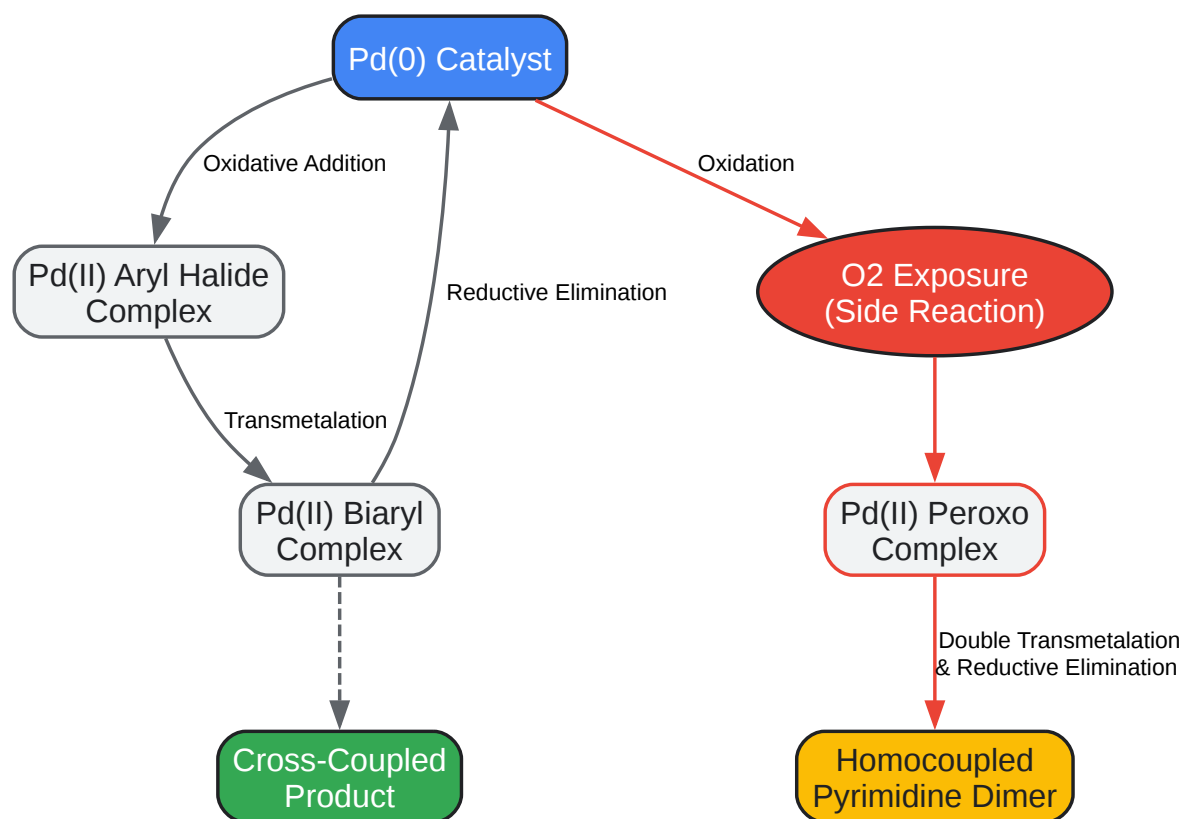 Pd(0) Catalyst
Oxidative Addition
Oxidation
Pd(II) Aryl Halide
Complex
Reductive Elimination
O2 Exposure
(Side Reaction)
Transmetalation
Pd(II) Biaryl
Complex
Pd(II) Peroxo
Complex
Double Transmetalation
& Reductive Elimination
Cross-Coupled
Product
Homocoupled
Pyrimidine Dimer